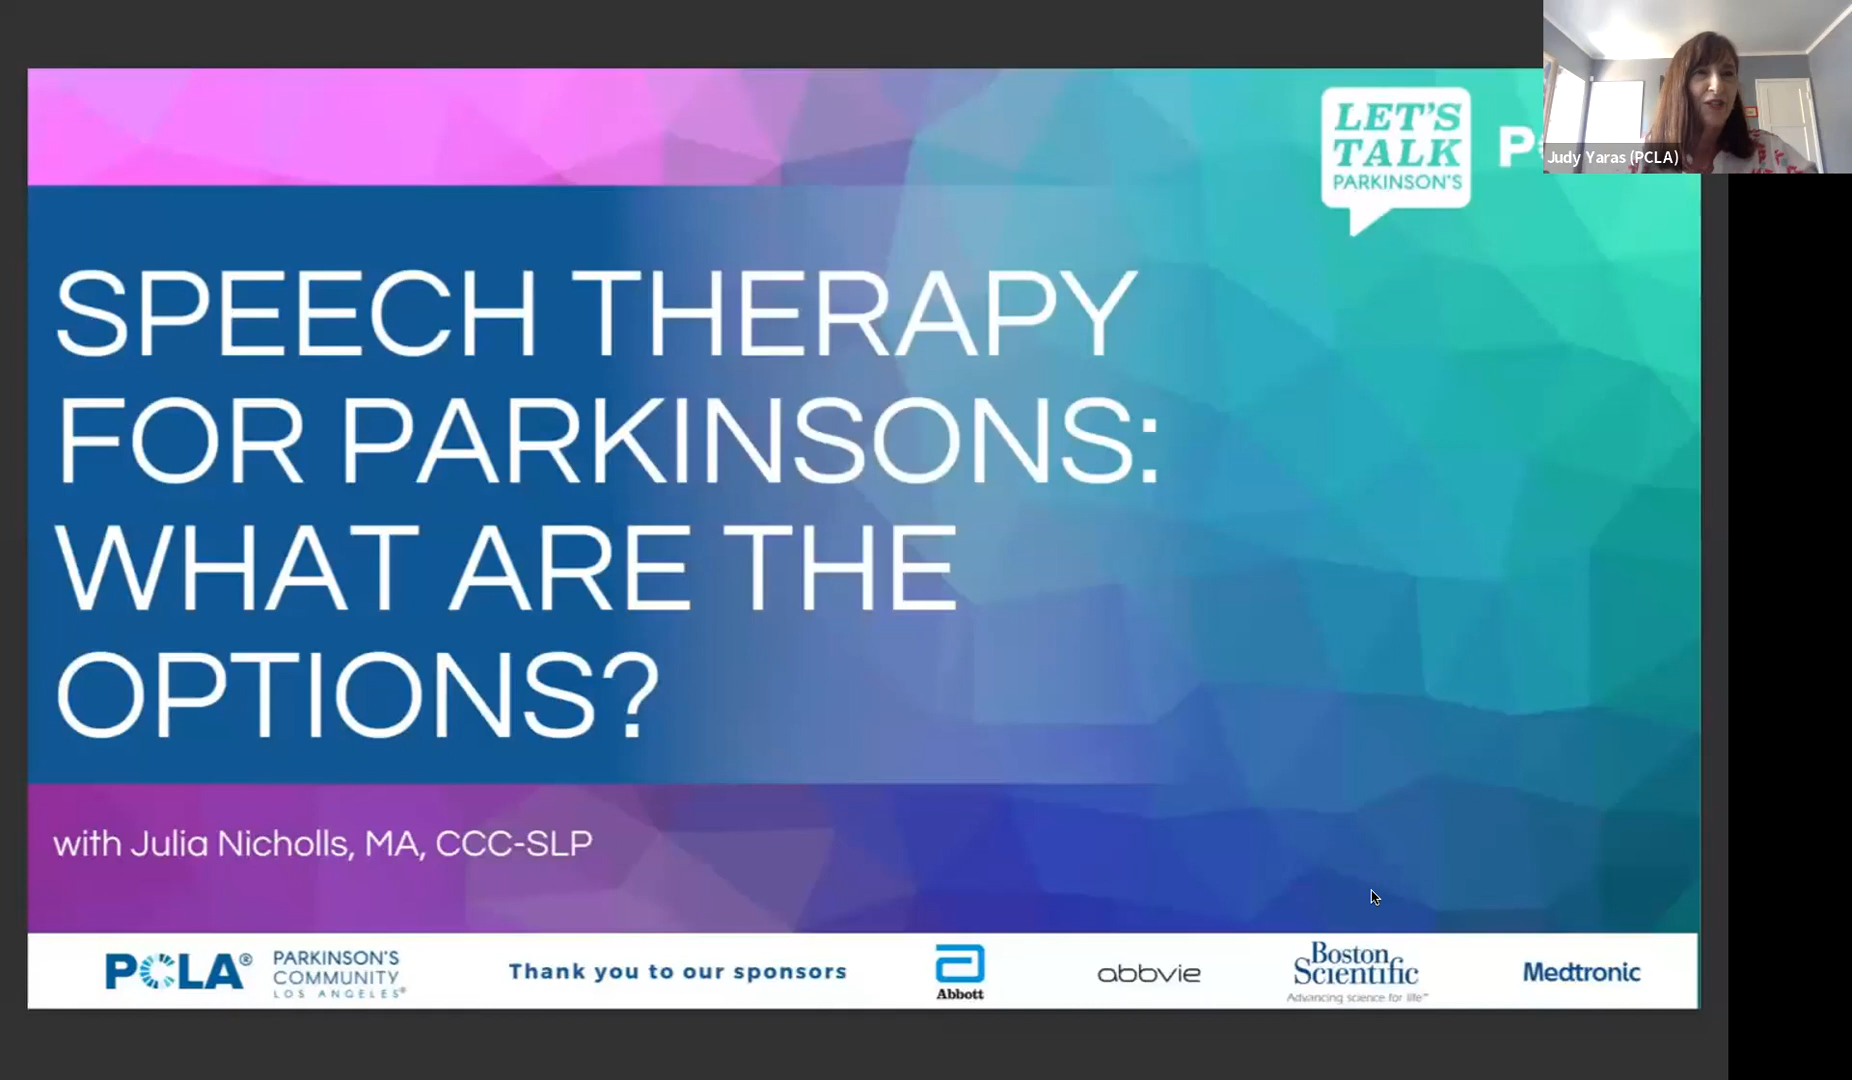 LET'S
TALK
PARKINSON'S
Judy Yaras (PCLA)
SPEECH THERAPY
FOR PARKINSONS:
WHAT ARE THE
OPTIONS?
with Julia Nicholls, MA, CCC-SLP
PCLA®
PARKINSON'S
COMMUNITY
LOS ANGELES®
Thank you to our sponsors
Abbott
abbvie
Boston
Scientific
Advancing science for life™
Medtronic